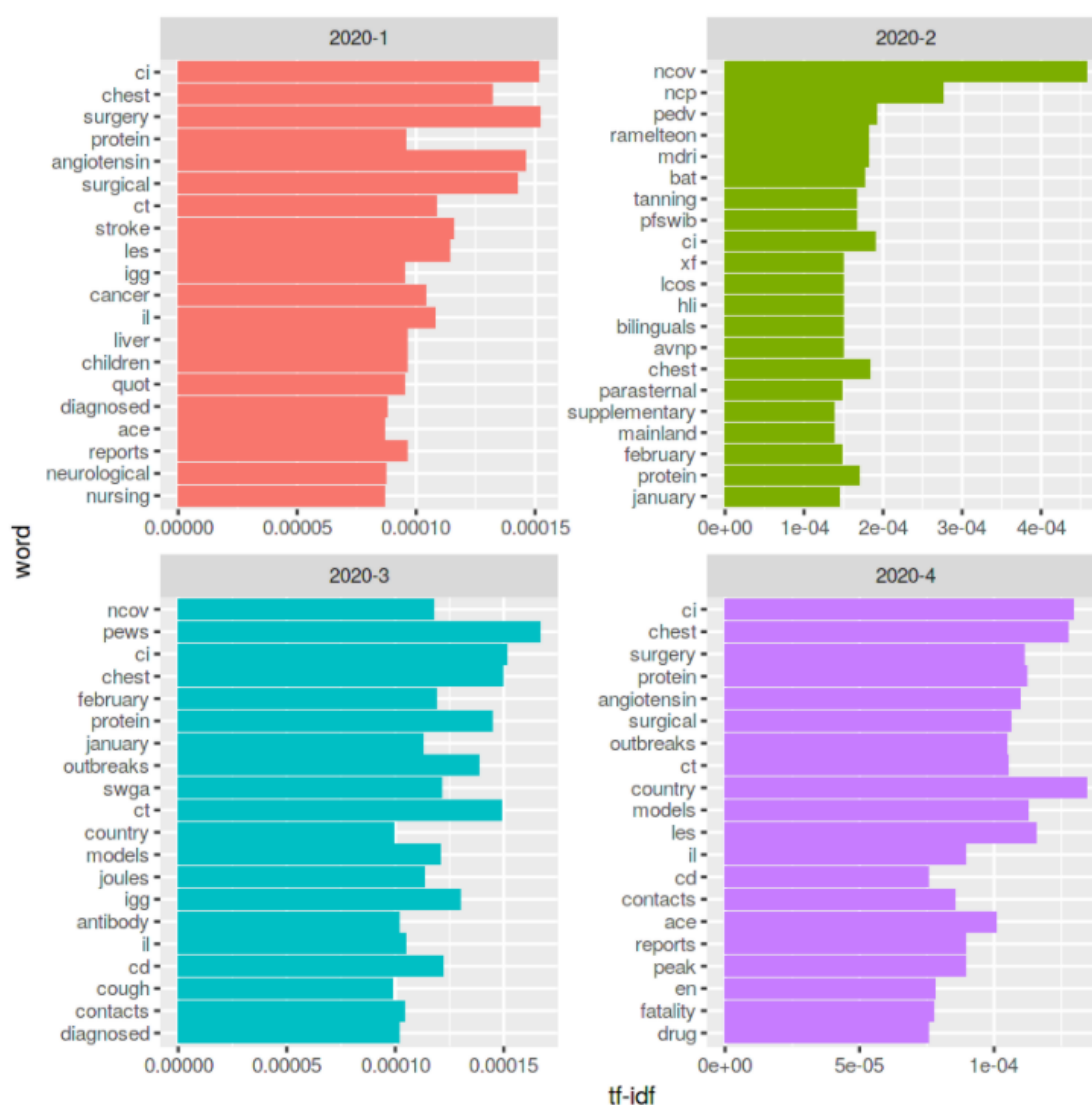 2020-1
ci
chest
surgery
protein
angiotensin
surgical
ct
stroke
les
igg
cancer
il
liver
children
quot
diagnosed
ace
reports
neurological
nursing
0.00000 0.00005 0.00010 0.00015
2020-2
ncov
ncp
pedv
ramelteon
mdri
bat
tanning
pfswib
ci
xf
lcos
hli
bilinguals
avnp
chest
parasternal
supplementary
mainland
february
protein
january
0e+00 1e-04 2e-04 3e-04 4e-04
word
2020-3
ncov
pews
ci
chest
february
protein
january
outbreaks
swga
ct
country
models
joules
igg
antibody
il
cd
cough
contacts
diagnosed
0.00000 0.00005 0.00010 0.00015
2020-4
ci
chest
surgery
protein
angiotensin
surgical
outbreaks
ct
country
models
les
il
cd
contacts
ace
reports
peak
en
fatality
drug
0e+00 5e-05 1e-04
tf-idf